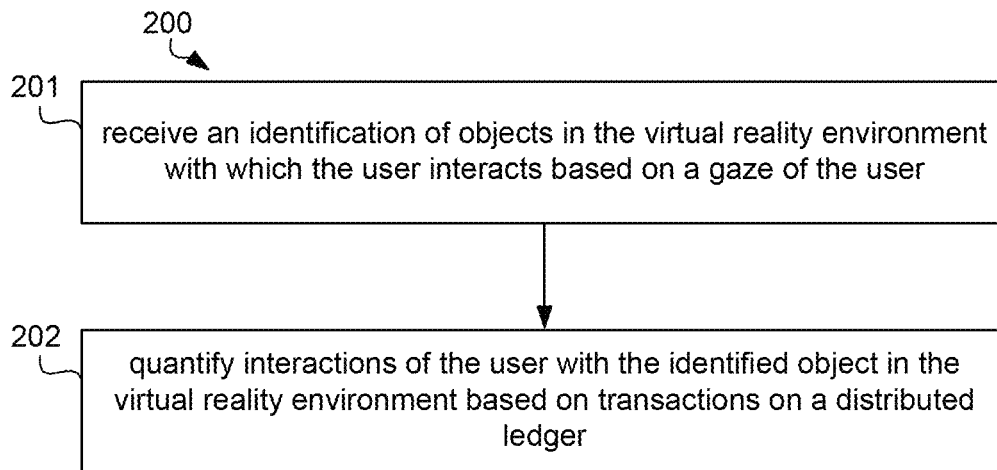 200
201
receive an identification of objects in the virtual reality environment
with which the user interacts based on a gaze of the user
202
quantify interactions of the user with the identified object in the
virtual reality environment based on transactions on a distributed
ledger